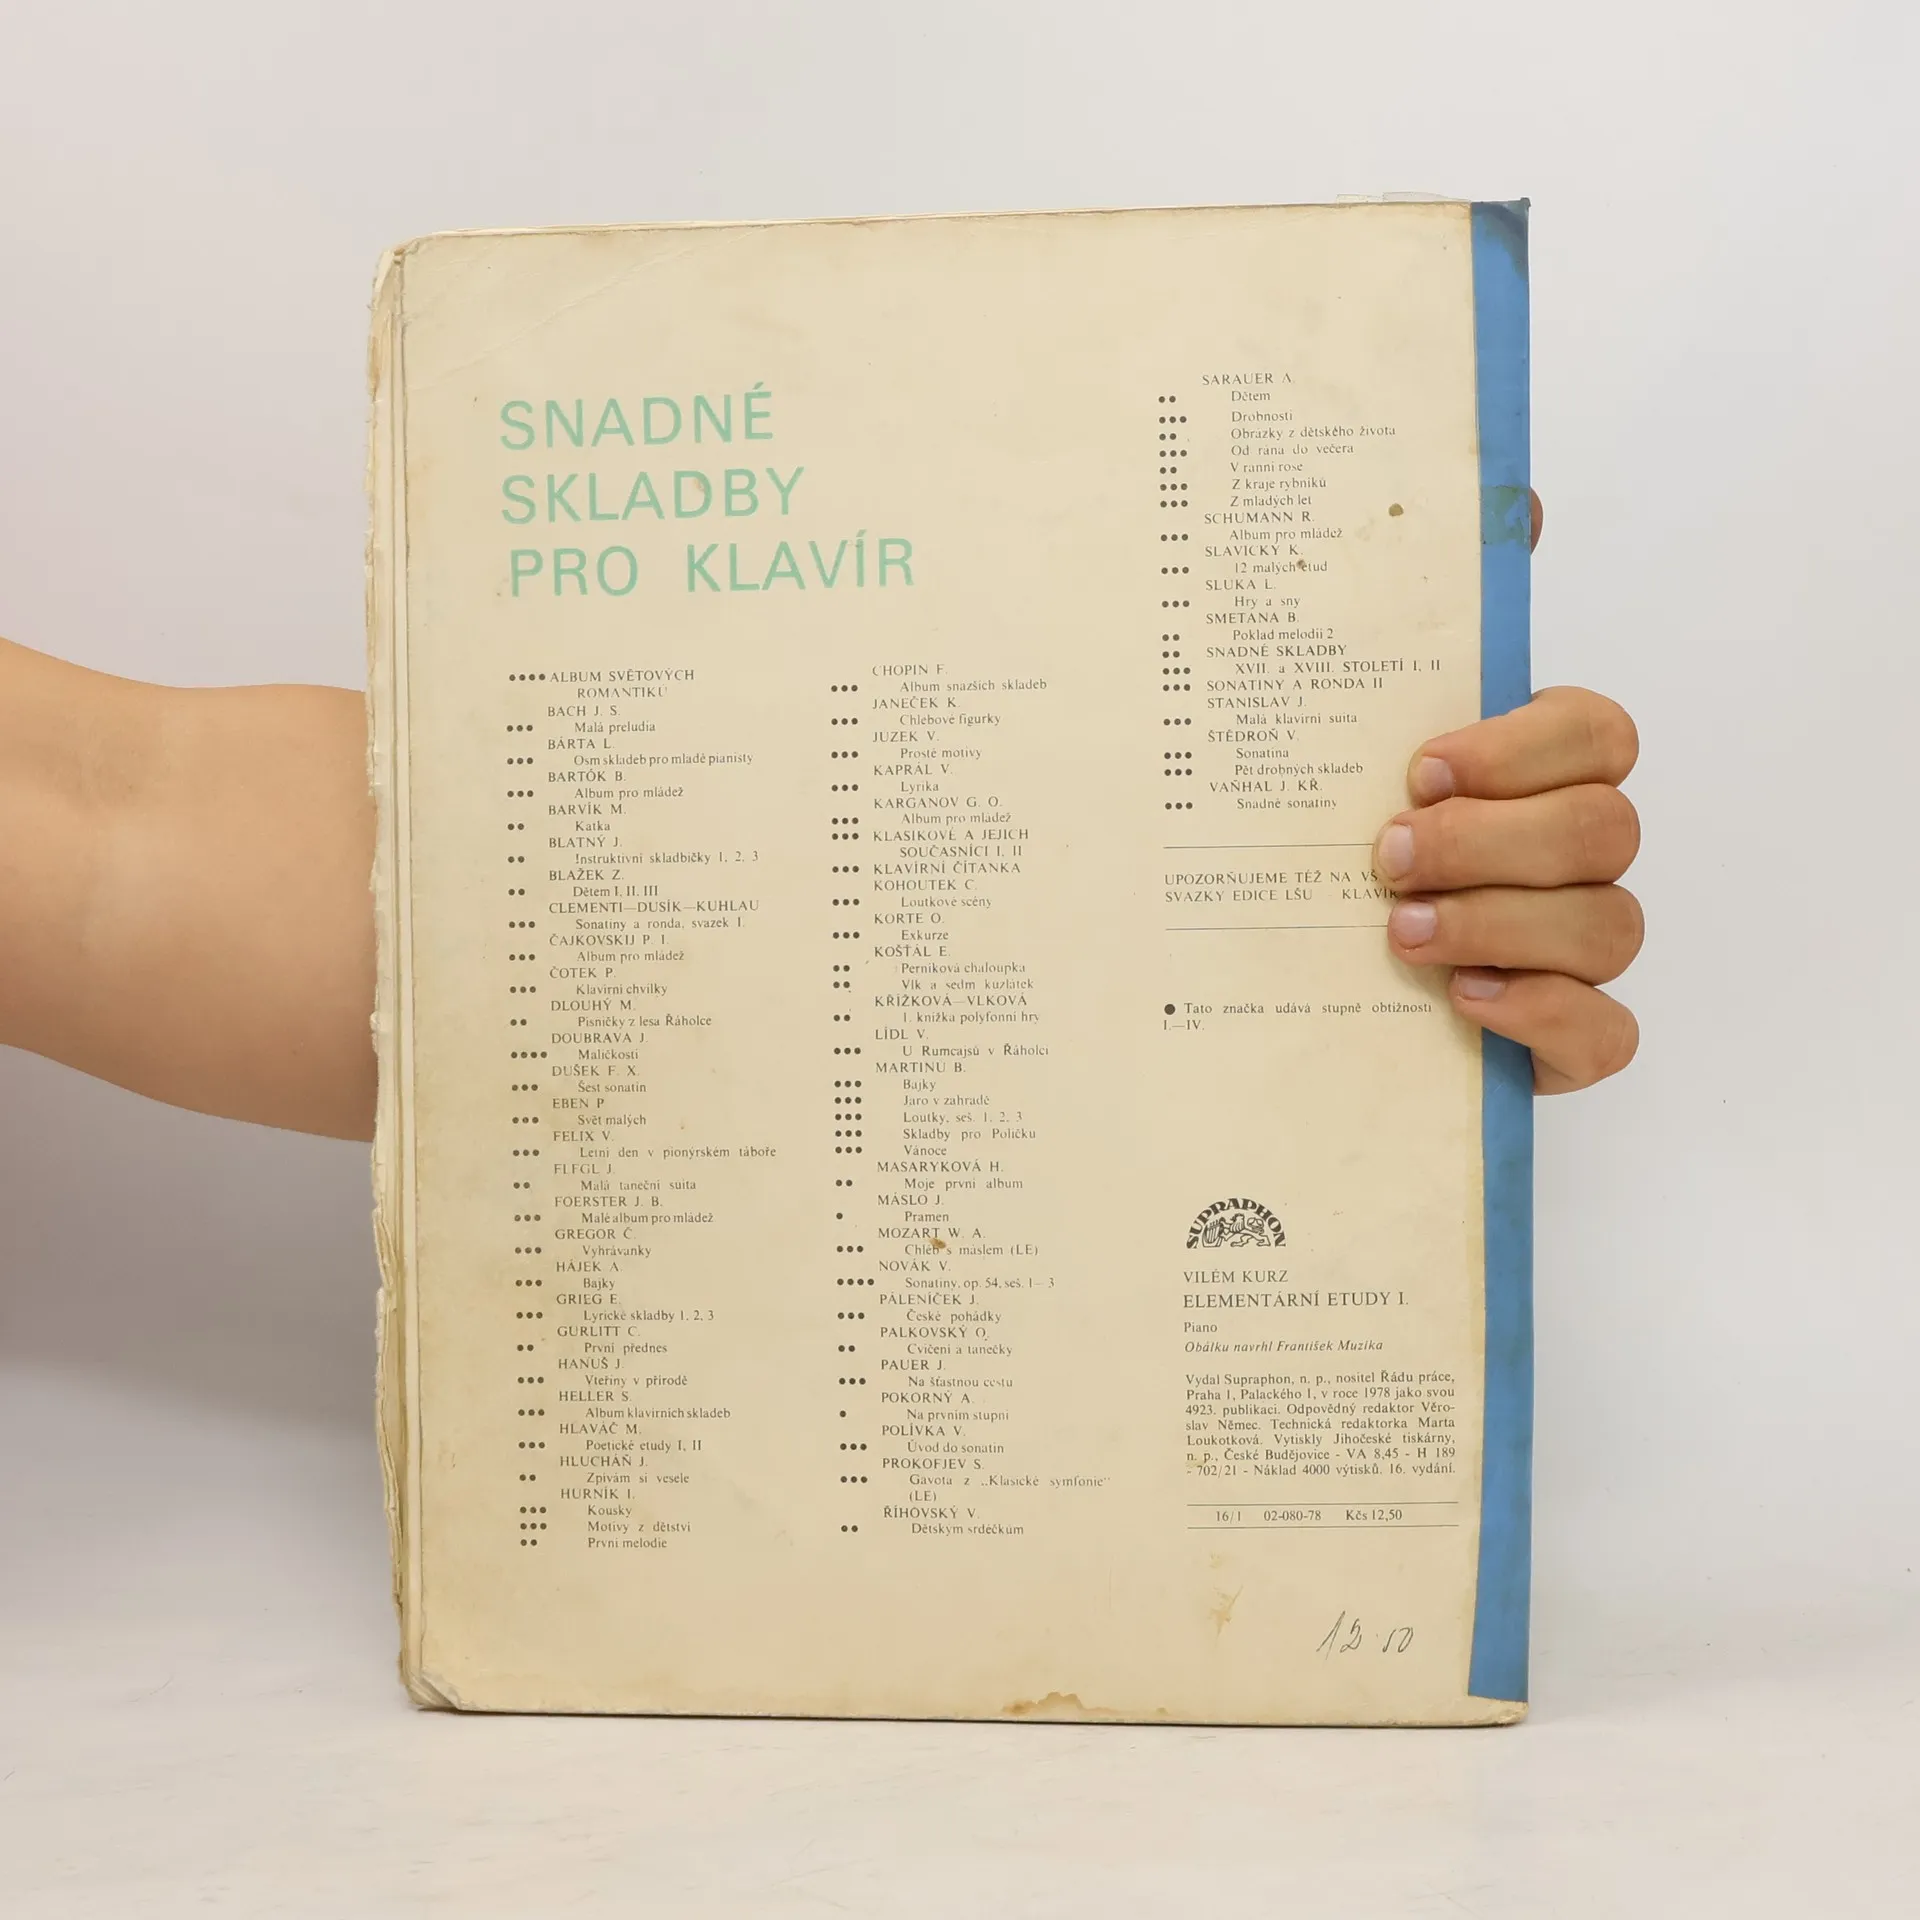 SNADNÉ
SKLADBY
PRO KLAVÍR
●●●● ALBUM SVĚTOVÝCH
ROMANTIKŮ
BACH J. S.
●●● Malá preludia
BÁRTA L.
●●● Osm skladeb pro mladé pianisty
BARTÓK B.
●●● Album pro mládež
BARVÍK M.
●● Katka
BLATNÝ J.
●● Instruktivní skladbičky 1, 2, 3
BLAŽEK Z.
●● Dětem I, II, III
CLEMENTI—DUSÍK—KUHLAU
●●● Sonatiny a ronda, svazek I.
ČAJKOVSKIJ P. I.
●●● Album pro mládež
ČOTEK P.
●●● Klavírní chvilky
DLOUHÝ M.
●● Písničky z lesa Řáholce
DOUBRAVA J.
●●●● Maličkosti
DUŠEK F. X.
●●● Šest sonatin
EBEN P
●●● Svět malých
FELIX V.
●●● Letní den v pionýrském táboře
FLEGL J.
●● Malá taneční suita
FOERSTER J. B.
●●● Malé album pro mládež
GREGOR Č.
●●● Vyhrávanky
HÁJEK A.
●●● Bajky
GRIEG E.
●●● Lyrické skladby 1, 2, 3
GURLITT C.
●● První přednes
HANUŠ J.
●●● Vteřiny v přírodě
HELLER S.
●●● Album klavírních skladeb
HLAVÁČ M.
●●● Poetické etudy I, II
HLUCHÁŇ J.
●● Zpívám si vesele
HURNÍK I.
●●● Kousky
●●● Motivy z dětství
●● První melodie
CHOPIN F.
●●● Album snazších skladeb
JANEČEK K.
●●● Chlebové figurky
JUZEK V.
●●● Prosté motivy
KAPRÁL V.
●●● Lyrika
KARGANOV G. O.
●●● Album pro mládež
●●● KLASIKOVÉ A JEJICH
SOUČASNÍCI I, II
●●● KLAVÍRNÍ ČÍTANKA
KOHOUTEK C.
●●● Loutkové scény
KORTE O.
●●● Exkurze
KOŠŤÁL E.
●● Perníková chaloupka
●● Vlk a sedm kůzlátek
KŘÍŽKOVÁ—VLKOVÁ
●● 1. knížka polyfonní hry
LÍDL V.
●●● U Rumcajsů v Řáholci
MARTINŮ B.
●●● Bajky
●●● Jaro v zahradě
●●● Loutky, seš. 1, 2, 3
●●● Skladby pro Poličku
●●● Vánoce
MASARYKOVÁ H.
●● Moje první album
MÁSLO J.
● Pramen
MOZART W. A.
●●● Chléb s máslem (LE)
NOVÁK V.
●●●● Sonatiny, op. 54, seš. 1— 3
PÁLENÍČEK J.
●●● České pohádky
PALKOVSKÝ O.
●● Cvičení a tanečky
PAUER J.
●●● Na šťastnou cestu
POKORNÝ A.
● Na prvním stupni
POLÍVKA V.
●●● Úvod do sonatin
PROKOFJEV S.
●●● Gavota z „Klasické symfonie“
(LE)
ŘÍHOVSKÝ V.
●● Dětským srdéčkům
SARAUER A.
●● Dětem
●●● Drobnosti
●● Obrázky z dětského života
●●● Od rána do večera
●● V ranní rose
●●● Z kraje rybníků
●●● Z mladých let
SCHUMANN R.
●●● Album pro mládež
SLAVICKÝ K.
●●● 12 malých etud
SLUKA L.
●●● Hry a sny
SMETANA B.
●● Poklad melodií 2
●● SNADNÉ SKLADBY
●●● XVII. a XVIII. STOLETÍ I, II
●●● SONATINY A RONDA II
STANISLAV J.
●●● Malá klavírní suita
ŠTĚDROŇ V.
●●● Sonatina
●●● Pět drobných skladeb
VAŇHAL J. KŘ.
●●● Snadné sonatiny
UPOZORŇUJEME TÉŽ NA VŠ
SVAZKY EDICE LŠU - KLAVÍR
● Tato značka udává stupně obtížnosti
I.—IV.
SUPRAPHON
VILÉM KURZ
ELEMENTÁRNÍ ETUDY I.
Piano
Obálku navrhl František Muzika
Vydal Supraphon, n. p., nositel Řádu práce,
Praha 1, Palackého 1, v roce 1978 jako svou
4923. publikaci. Odpovědný redaktor Věro-
slav Němec. Technická redaktorka Marta
Loukotková. Vytiskly Jihočeské tiskárny,
n. p., České Budějovice - VA 8,45 - H 189
- 702/21 - Náklad 4000 výtisků. 16. vydání.
16/1 02-080-78 Kčs 12,50
12 50